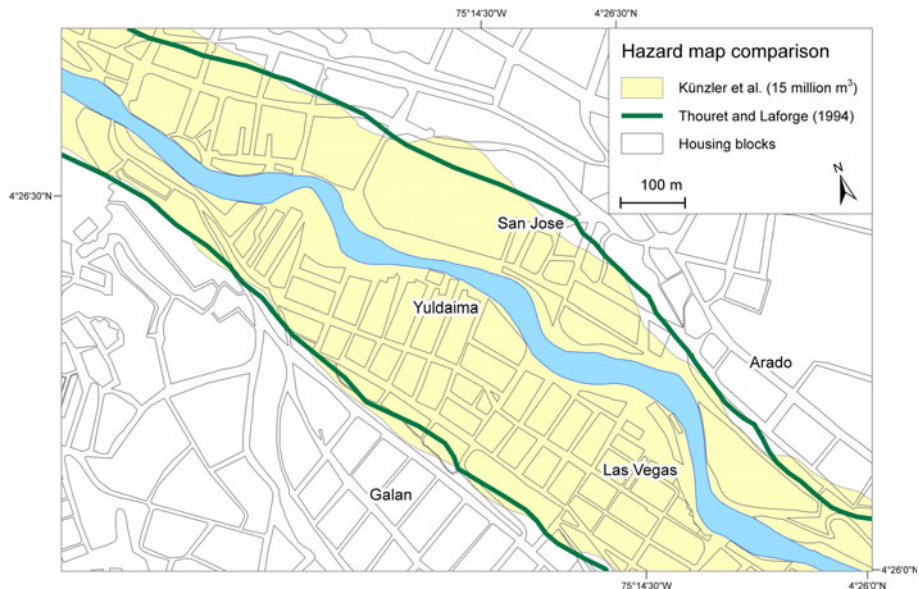 75°14'30"W
4°26'30"N
Hazard map comparison
Künzler et al. (15 million m³)
Thouret and Laforge (1994)
Housing blocks
N
100 m
4°26'30"N
San Jose
Yuldaima
Arado
Las Vegas
Galan
4°26'0"N
75°14'30"W
4°26'0"N